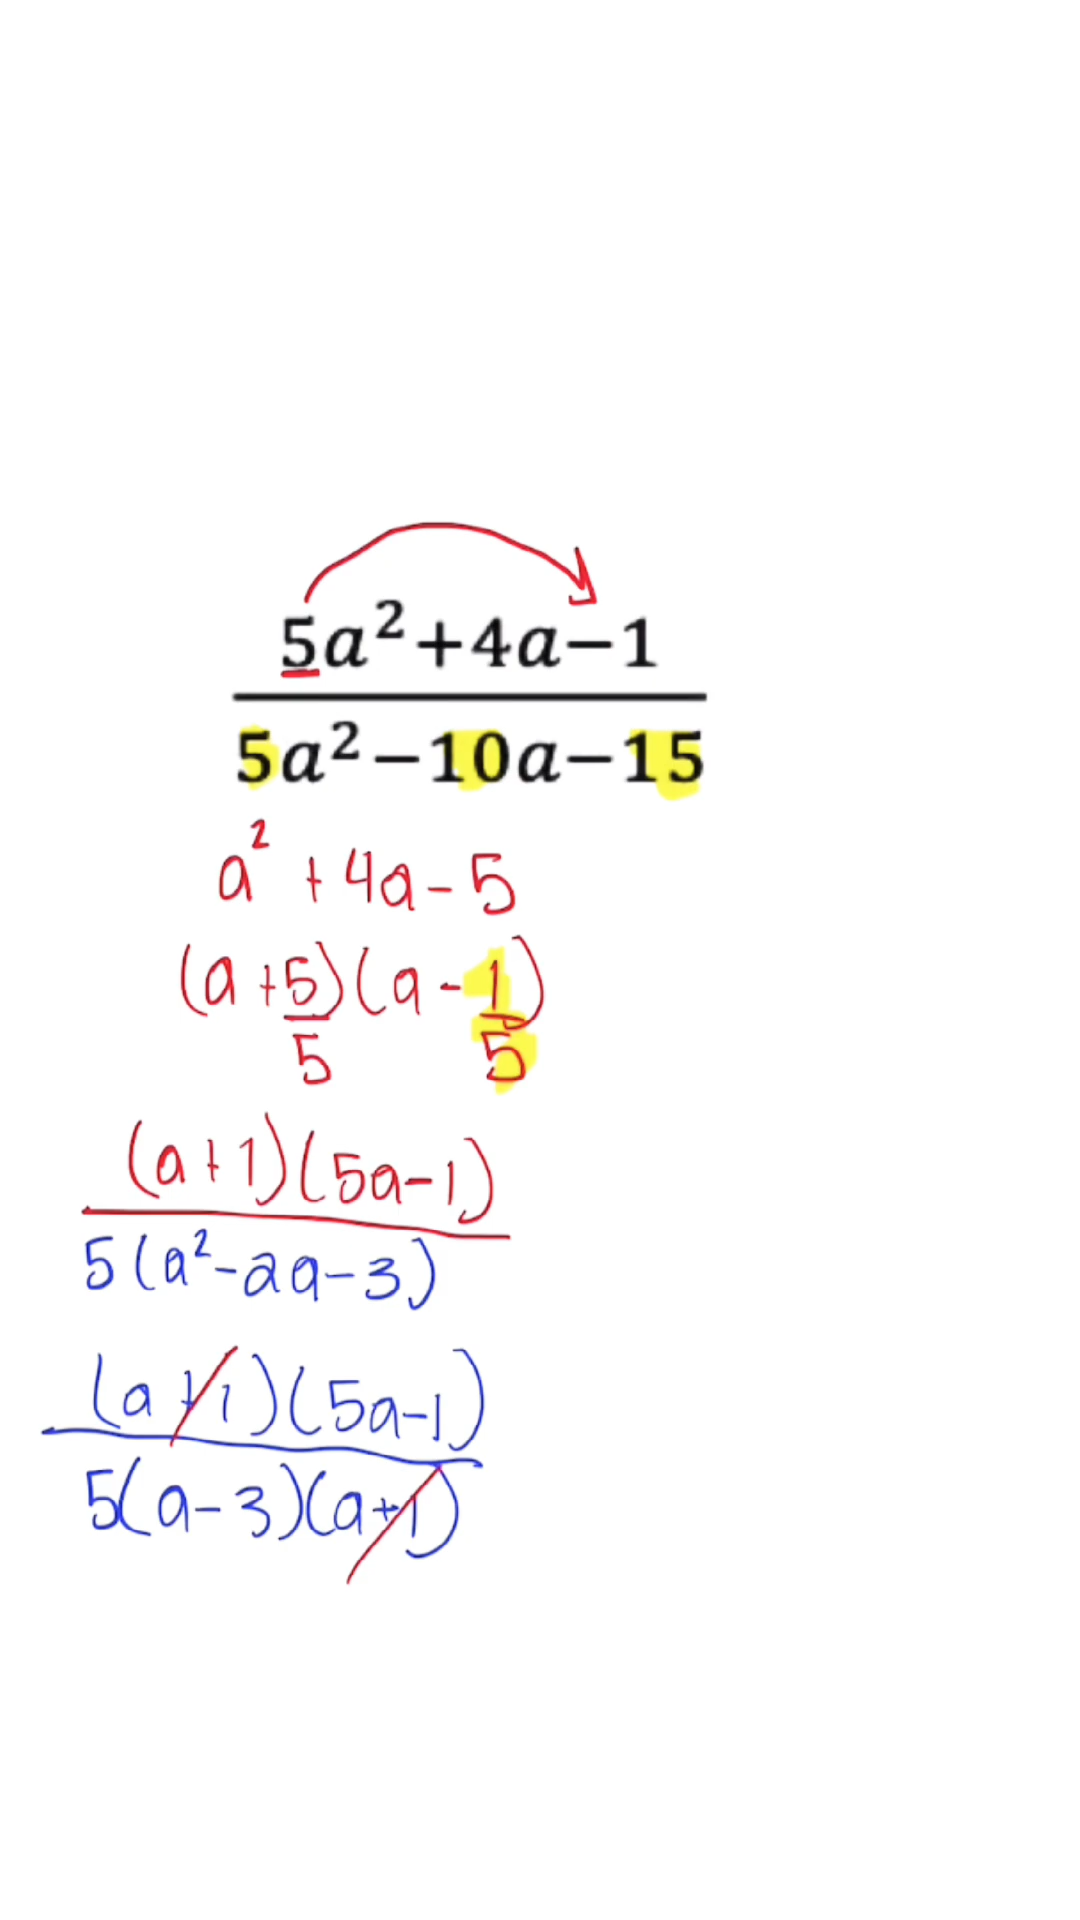 5a²+4a−1
5a²−10a−15
a² + 4a - 5
(a + 5)(a - 1)
5 5
(a + 1)(5a - 1)
5(a² - 2a - 3)
(a + 1)(5a - 1)
5(a - 3)(a + 1)